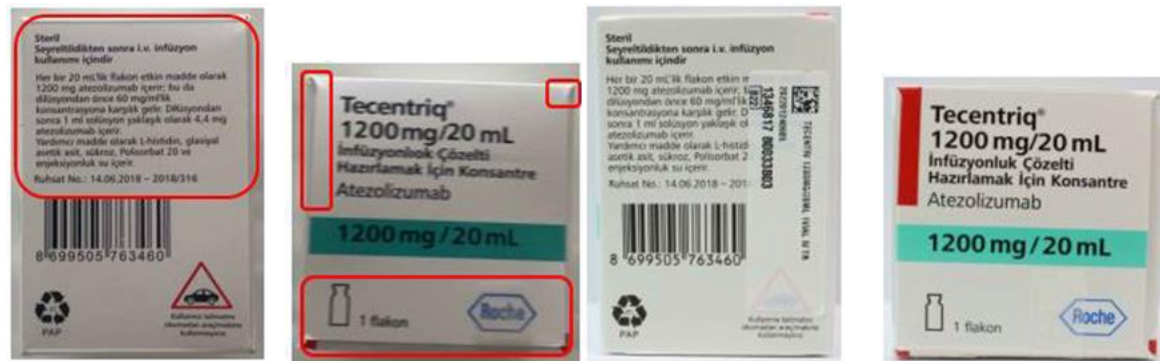 Steril
Seyreltildikten sonra i.v. infüzyon
kullanımı içindir
Her bir 20 mL'lik flakon etkin madde olarak
1200 mg atezolizumab içerir; bu da
dilüsyondan önce 60 mg/ml'lik
konsantrasyona karşılık gelir. Dilüsyondan
sonra 1 ml solüsyon yaklaşık olarak 4,4 mg
atezolizumab içerir.
Yardımcı madde olarak L-histidin, glasiyal
asetik asit, sükroz, Polisorbat 20 ve
enjeksiyonluk su içerir.
Ruhsat No.: 14.06.2018 – 2018/316
8 699505 763460
PAP
Kullanma talimatını
okumadan araç/makine
kullanmayınız
Tecentriq®
1200 mg/20 mL
İnfüzyonluk Çözelti
Hazırlamak İçin Konsantre
Atezolizumab
1200 mg / 20 mL
1 flakon
Roche
Steril
Seyreltildikten sonra i.v. infüzyon
kullanımı içindir
Her bir 20 mL'lik flakon etkin
1200 mg atezolizumab içerir;
dilüsyondan önce 60 mg/ml'lik
konsantrasyona karşılık gelir.
sonra 1 ml solüsyon yaklaşık
atezolizumab içerir.
Yardımcı madde olarak
asetik asit, sükroz, Polisorbat
enjeksiyonluk su içerir.
Ruhsat No.: 14.06.2018 –
8 699505 763460
PAP
Tecentriq®
1200 mg/20 mL
İnfüzyonluk Çözelti
Hazırlamak İçin Konsantre
Atezolizumab
1200 mg / 20 mL
1 flakon
Roche